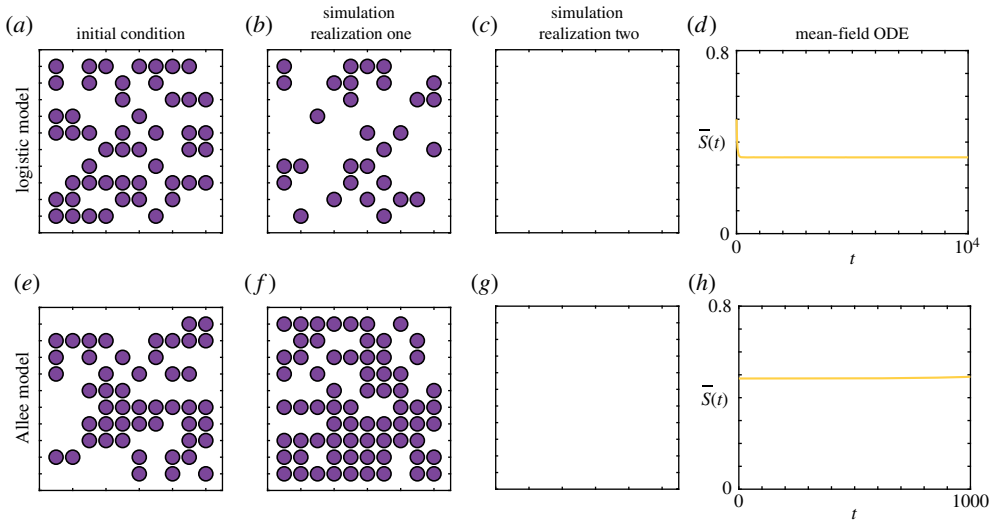 (a)
initial condition
(b)
simulation
realization one
(c)
simulation
realization two
(d)
mean-field ODE
logistic model
0.8
S̅(t)
0
0
10⁴
t
(e)
(f)
(g)
(h)
Allee model
0.8
S̅(t)
0
0
1000
t